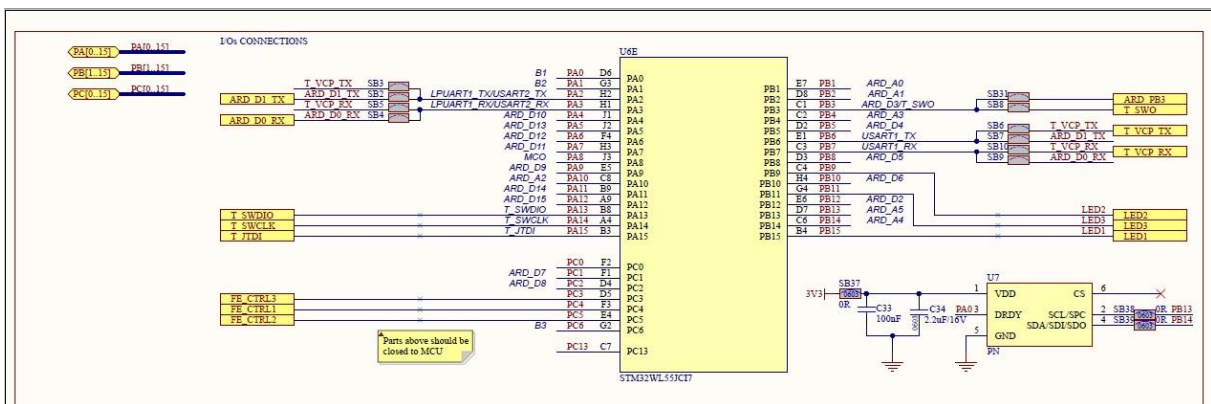 I/Os CONNECTIONS
PA[0..15] PA[0..15]
PB[1..15] PB[1..15]
PC[0..15] PC[0..15]
U6E
B1 PA0 D6 PA0
T_VCP_TX SB3 B2 PA1 G3 PA1
ARD_D1_TX ARD_D1_TX SB2 LPUART1_TX/USART2_TX PA2 H2 PA2
T_VCP_RX SB5 LPUART1_RX/USART2_RX PA3 H1 PA3
ARD_D0_RX ARD_D0_RX SB4 ARD_D10 PA4 J1 PA4
ARD_D13 PA5 J2 PA5
ARD_D12 PA6 F4 PA6
ARD_D11 PA7 H3 PA7
MCO PA8 J3 PA8
ARD_D9 PA9 E5 PA9
ARD_A2 PA10 C8 PA10
ARD_D14 PA11 B9 PA11
ARD_D15 PA12 A9 PA12
T_SWDIO T_SWDIO PA13 B8 PA13
T_SWCLK T_SWCLK PA14 A4 PA14
T_JTDI T_JTDI PA15 B3 PA15
PC0 F2 PC0
ARD_D7 PC1 F1 PC1
ARD_D8 PC2 D4 PC2
FE_CTRL3 PC3 D5 PC3
FE_CTRL1 PC4 F3 PC4
FE_CTRL2 PC5 E4 PC5
B3 PC6 G2 PC6
PC13 C7 PC13
Parts above should be
closed to MCU
STM32WL55JCI7
PB1 E7 PB1 ARD_A0
PB2 D8 PB2 ARD_A1
PB3 C1 PB3 ARD_D3/T_SWO SB31 ARD_PB3
PB4 C2 PB4 ARD_A3 SB8 T_SWO
PB5 D2 PB5 ARD_D4
PB6 E1 PB6 USART1_TX SB6 T_VCP_TX T_VCP_TX
SB7 ARD_D1_TX
PB7 C3 PB7 USART1_RX SB10 T_VCP_RX T_VCP_RX
PB8 D3 PB8 ARD_D5 SB9 ARD_D0_RX
PB9 C4 PB9
PB10 H4 PB10 ARD_D6
PB11 G4 PB11
PB12 E6 PB12 ARD_D2
PB13 D7 PB13 ARD_A5 LED2 LED2
PB14 C6 PB14 ARD_A4 LED3 LED3
PB15 B4 PB15 LED1 LED1
U7
SB37
3V3 0603 1 VDD CS 6
0R
C33 C34 PA0 3 DRDY SCL/SPC 2 SB38 0603 0R PB13
100nF 0603 2.2uF/16V SDA/SDI/SDO 4 SB39 0603 0R PB14
5 GND
PN